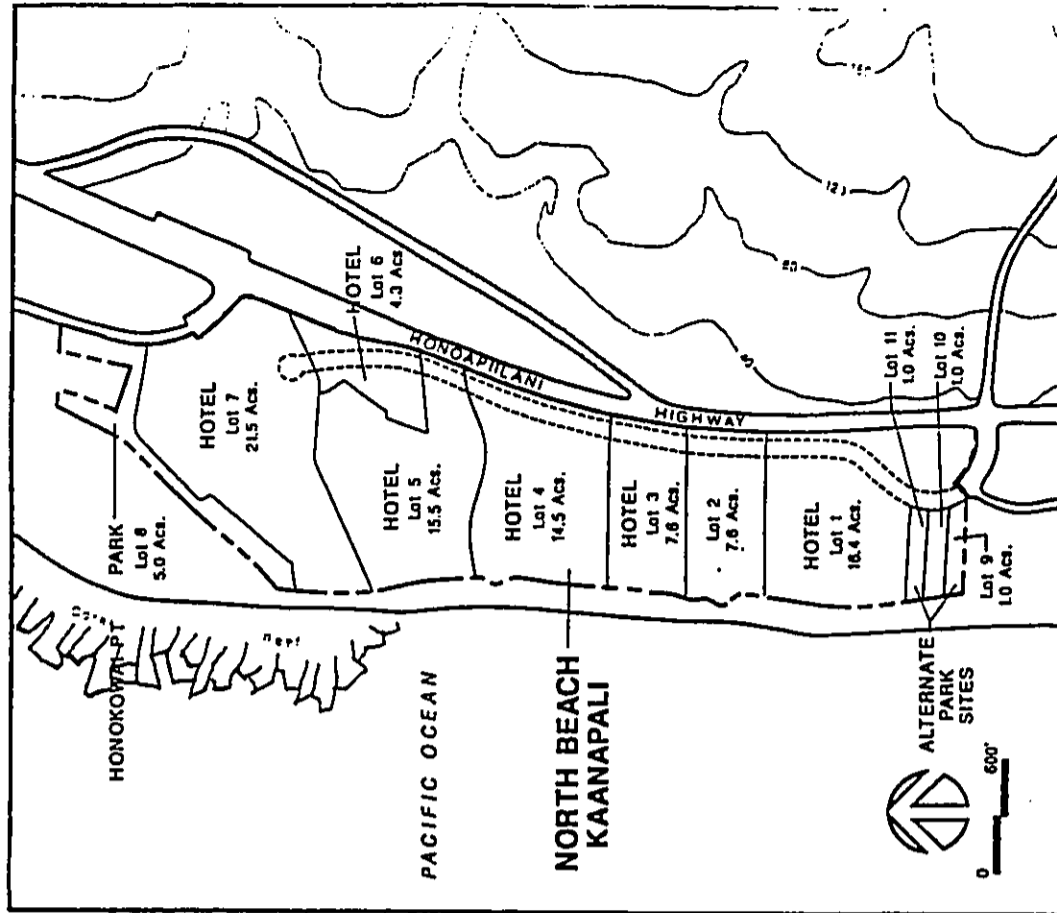 HONOKOWAI PT
PARK
Lot 8
5.0 Acs.
HOTEL
Lot 7
21.5 Acs.
HOTEL
Lot 6
4.3 Acs.
HOTEL
Lot 5
15.5 Acs.
HOTEL
Lot 4
14.5 Acs.
HOTEL
Lot 3
7.6 Acs.
Lot 2
7.6 Acs.
HOTEL
Lot 1
16.4 Acs.
Lot 11
1.0 Acs.
Lot 10
1.0 Acs.
Lot 9
1.0 Acs.
HONOAPIILANI
HIGHWAY
PACIFIC OCEAN
NORTH BEACH
KAANAPALI
ALTERNATE
PARK
SITES
0 600'